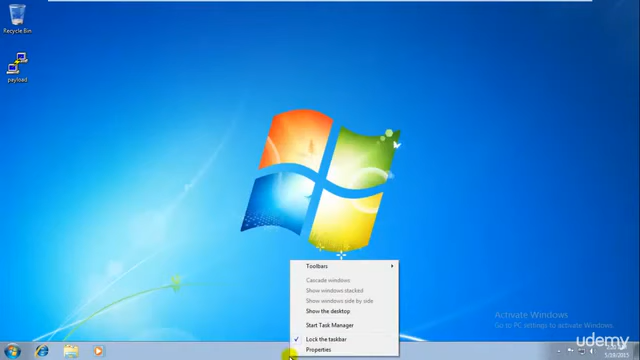 Recycle Bin
payload
Toolbars
Cascade windows
Show windows stacked
Show windows side by side
Show the desktop
Start Task Manager
Lock the taskbar
Properties
Activate Windows
Go to PC settings to activate Windows.
udemy
5/18/2015